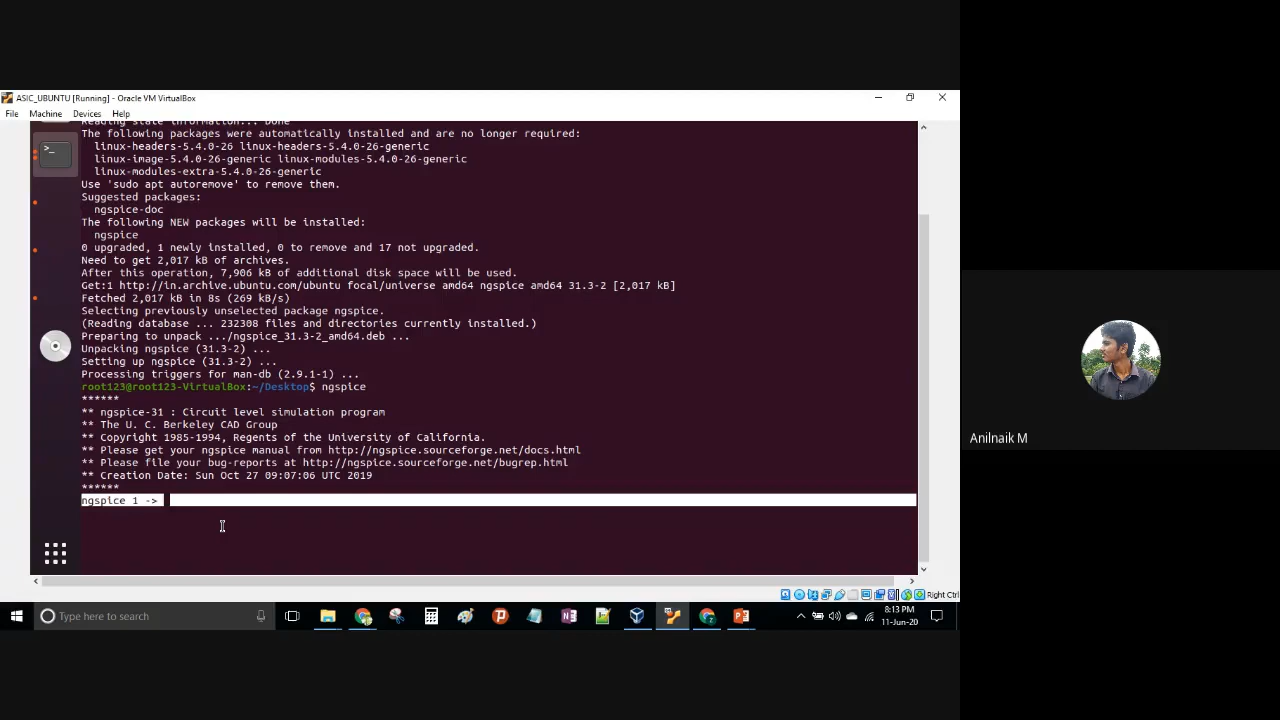 ASIC_UBUNTU [Running] - Oracle VM VirtualBox
File Machine Devices Help
Reading state information... Done
The following packages were automatically installed and are no longer required:
linux-headers-5.4.0-26 linux-headers-5.4.0-26-generic
linux-image-5.4.0-26-generic linux-modules-5.4.0-26-generic
linux-modules-extra-5.4.0-26-generic
Use 'sudo apt autoremove' to remove them.
Suggested packages:
ngspice-doc
The following NEW packages will be installed:
ngspice
0 upgraded, 1 newly installed, 0 to remove and 17 not upgraded.
Need to get 2,017 kB of archives.
After this operation, 7,906 kB of additional disk space will be used.
Get:1 http://in.archive.ubuntu.com/ubuntu focal/universe amd64 ngspice amd64 31.3-2 [2,017 kB]
Fetched 2,017 kB in 8s (269 kB/s)
Selecting previously unselected package ngspice.
(Reading database ... 232308 files and directories currently installed.)
Preparing to unpack .../ngspice_31.3-2_amd64.deb ...
Unpacking ngspice (31.3-2) ...
Setting up ngspice (31.3-2) ...
Processing triggers for man-db (2.9.1-1) ...
root123@root123-VirtualBox:~/Desktop$ ngspice
******
** ngspice-31 : Circuit level simulation program
** The U. C. Berkeley CAD Group
** Copyright 1985-1994, Regents of the University of California.
** Please get your ngspice manual from http://ngspice.sourceforge.net/docs.html
** Please file your bug-reports at http://ngspice.sourceforge.net/bugrep.html
** Creation Date: Sun Oct 27 09:07:06 UTC 2019
******
ngspice 1 ->
Right Ctrl
Type here to search
8:13 PM
11-Jun-20
Anilnaik M